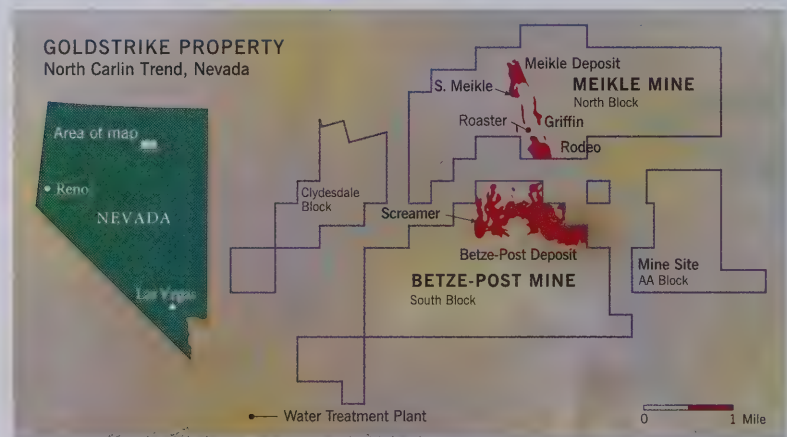 GOLDSTRIKE PROPERTY
North Carlin Trend, Nevada
Area of map
Reno
NEVADA
Las Vegas
Meikle Deposit
S. Meikle
MEIKLE MINE
North Block
Roaster
Griffin
Rodeo
Clydesdale
Block
Screamer
Betze-Post Deposit
BETZE-POST MINE
South Block
Mine Site
AA Block
Water Treatment Plant
0 1 Mile